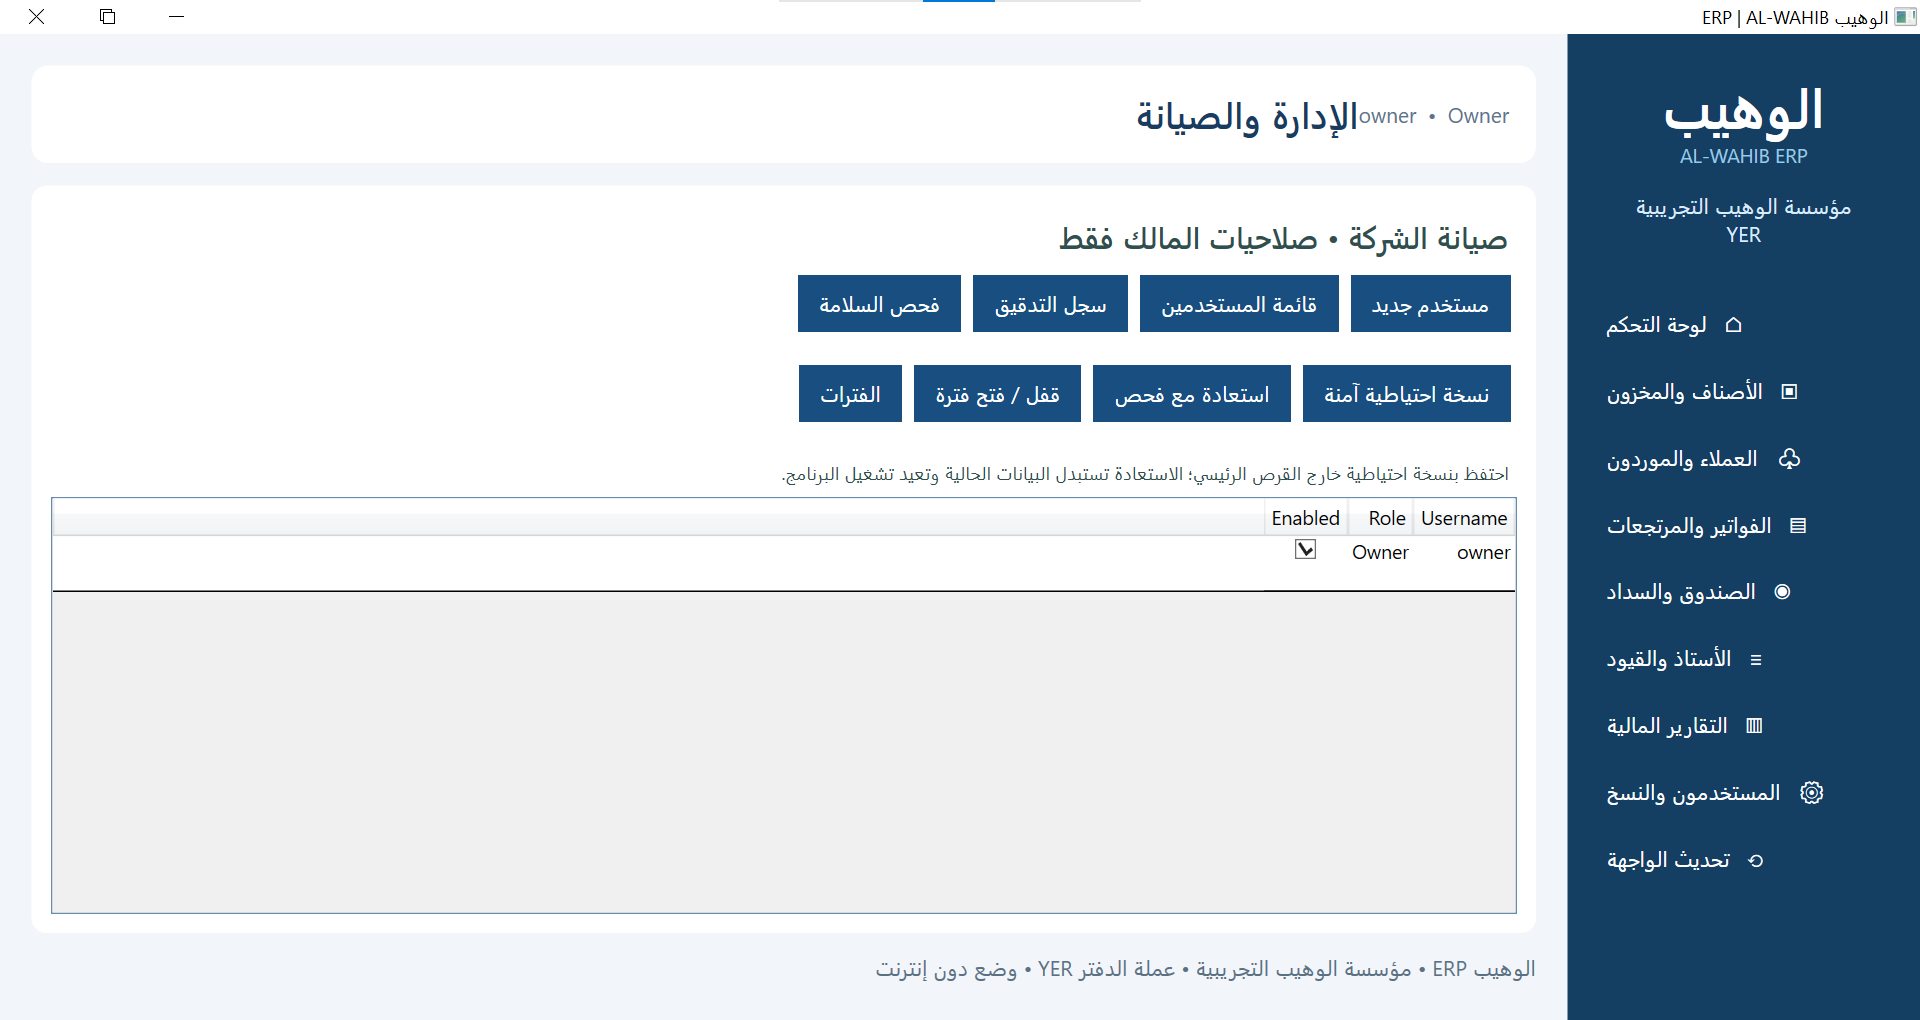 الوهيب ERP | AL-WAHIB
الوهيب
AL-WAHIB ERP
مؤسسة الوهيب التجريبية
YER
لوحة التحكم
الأصناف والمخزون
العملاء والموردون
الفواتير والمرتجعات
الصندوق والسداد
الأستاذ والقيود
التقارير المالية
المستخدمون والنسخ
تحديث الواجهة
owner • Owner
الإدارة والصيانة
صيانة الشركة • صلاحيات المالك فقط
مستخدم جديد
قائمة المستخدمين
سجل التدقيق
فحص السلامة
نسخة احتياطية آمنة
استعادة مع فحص
قفل / فتح فترة
الفترات
احتفظ بنسخة احتياطية خارج القرص الرئيسي؛ الاستعادة تستبدل البيانات الحالية وتعيد تشغيل البرنامج.
Username Role Enabled
owner Owner
الوهيب ERP • مؤسسة الوهيب التجريبية • عملة الدفتر YER • وضع دون إنترنت